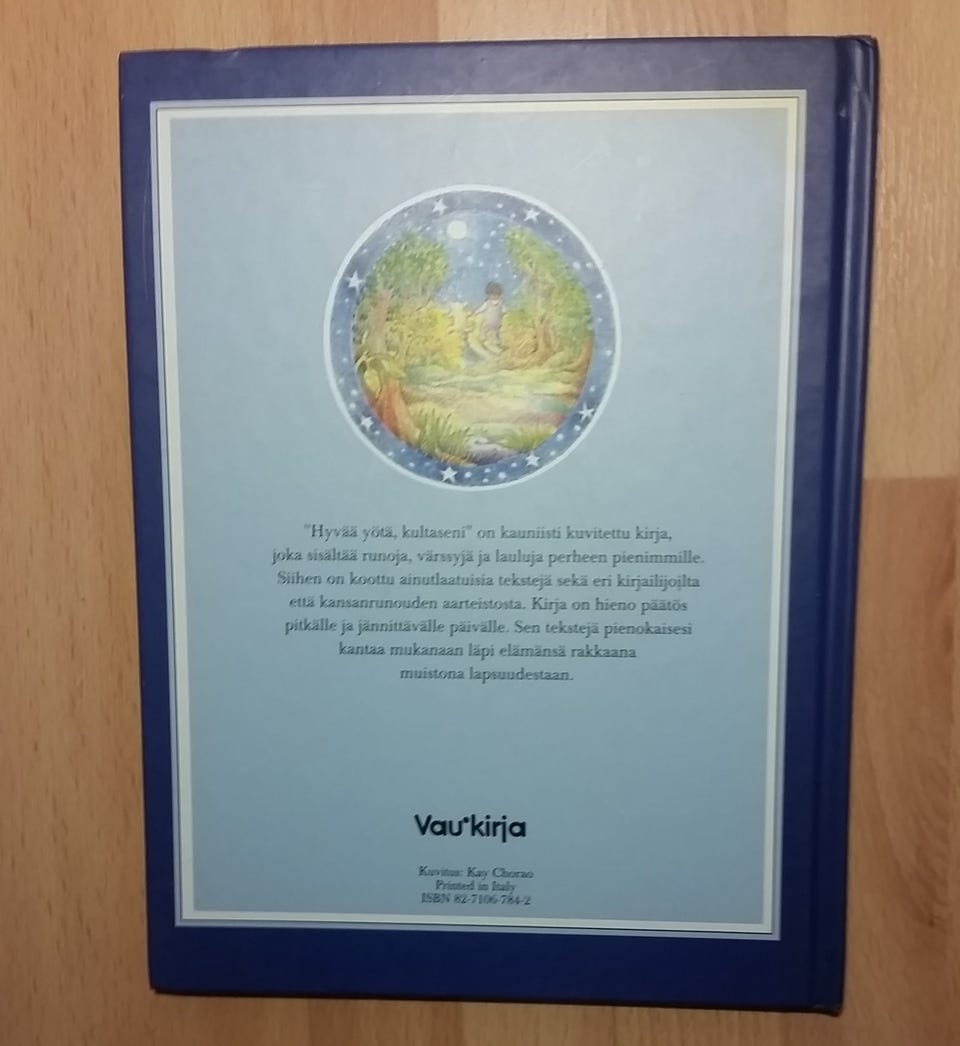 "Hyvää yötä, kultaseni" on kauniisti kuvitettu kirja,
joka sisältää runoja, värssyjä ja lauluja perheen pienimmille.
Siihen on koottu ainutlaatuisia tekstejä sekä eri kirjailijoilta
että kansanrunouden aarteistosta. Kirja on hieno päätös
pitkälle ja jännittävälle päivälle. Sen tekstejä pienokaisesi
kantaa mukanaan läpi elämänsä rakkaana
muistona lapsuudestaan.
Vau•kirja
Kuvitus: Kay Chorao
Printed in Italy
ISBN 82-7106-784-2